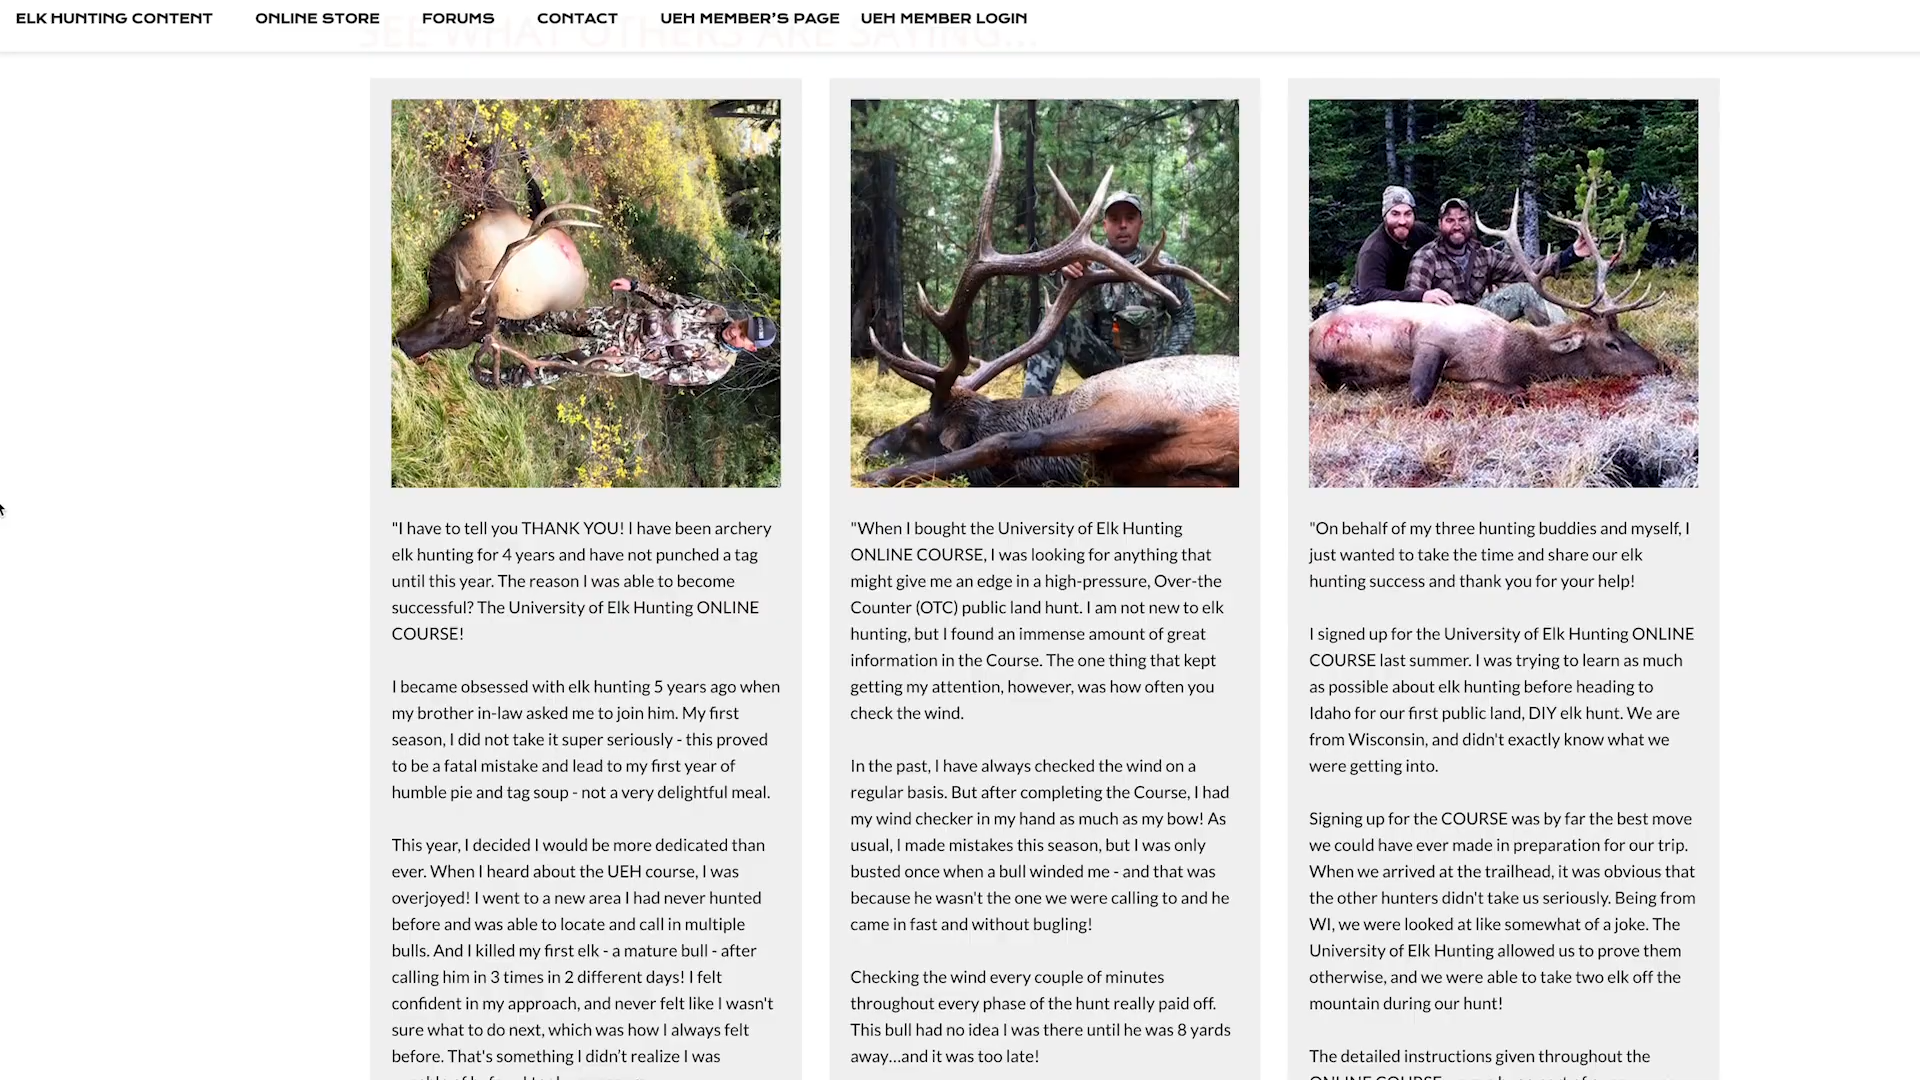 ELK HUNTING CONTENT ONLINE STORE FORUMS CONTACT UEH MEMBER'S PAGE UEH MEMBER LOGIN
SEE WHAT OTHERS ARE SAYING...
"I have to tell you THANK YOU! I have been archery
elk hunting for 4 years and have not punched a tag
until this year. The reason I was able to become
successful? The University of Elk Hunting ONLINE
COURSE!
I became obsessed with elk hunting 5 years ago when
my brother in-law asked me to join him. My first
season, I did not take it super seriously - this proved
to be a fatal mistake and lead to my first year of
humble pie and tag soup - not a very delightful meal.
This year, I decided I would be more dedicated than
ever. When I heard about the UEH course, I was
overjoyed! I went to a new area I had never hunted
before and was able to locate and call in multiple
bulls. And I killed my first elk - a mature bull - after
calling him in 3 times in 2 different days! I felt
confident in my approach, and never felt like I wasn't
sure what to do next, which was how I always felt
before. That's something I didn't realize I was
"When I bought the University of Elk Hunting
ONLINE COURSE, I was looking for anything that
might give me an edge in a high-pressure, Over-the
Counter (OTC) public land hunt. I am not new to elk
hunting, but I found an immense amount of great
information in the Course. The one thing that kept
getting my attention, however, was how often you
check the wind.
In the past, I have always checked the wind on a
regular basis. But after completing the Course, I had
my wind checker in my hand as much as my bow! As
usual, I made mistakes this season, but I was only
busted once when a bull winded me - and that was
because he wasn't the one we were calling to and he
came in fast and without bugling!
Checking the wind every couple of minutes
throughout every phase of the hunt really paid off.
This bull had no idea I was there until he was 8 yards
away...and it was too late!
"On behalf of my three hunting buddies and myself, I
just wanted to take the time and share our elk
hunting success and thank you for your help!
I signed up for the University of Elk Hunting ONLINE
COURSE last summer. I was trying to learn as much
as possible about elk hunting before heading to
Idaho for our first public land, DIY elk hunt. We are
from Wisconsin, and didn't exactly know what we
were getting into.
Signing up for the COURSE was by far the best move
we could have ever made in preparation for our trip.
When we arrived at the trailhead, it was obvious that
the other hunters didn't take us seriously. Being from
WI, we were looked at like somewhat of a joke. The
University of Elk Hunting allowed us to prove them
otherwise, and we were able to take two elk off the
mountain during our hunt!
The detailed instructions given throughout the
ONLINE COURSE